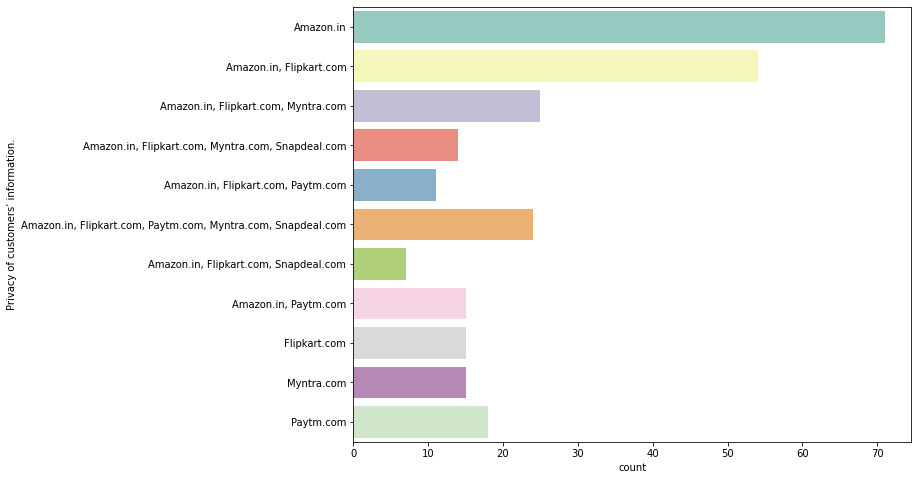 Privacy of customers’ information.
Amazon.in
Amazon.in, Flipkart.com
Amazon.in, Flipkart.com, Myntra.com
Amazon.in, Flipkart.com, Myntra.com, Snapdeal.com
Amazon.in, Flipkart.com, Paytm.com
Amazon.in, Flipkart.com, Paytm.com, Myntra.com, Snapdeal.com
Amazon.in, Flipkart.com, Snapdeal.com
Amazon.in, Paytm.com
Flipkart.com
Myntra.com
Paytm.com
0 10 20 30 40 50 60 70
count